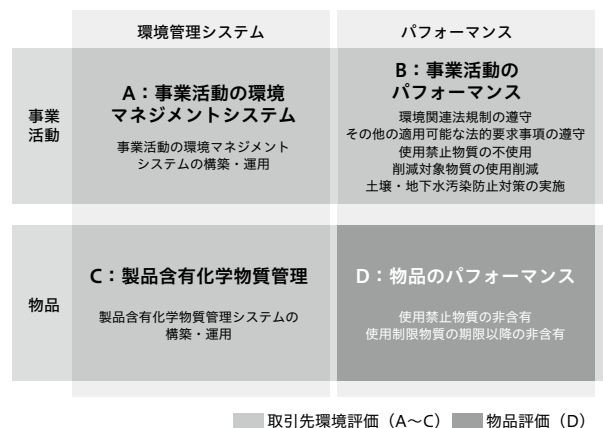 環境管理システム
パフォーマンス
事業
活動
A：事業活動の環境
マネジメントシステム
事業活動の環境マネジメント
システムの構築・運用
B：事業活動の
パフォーマンス
環境関連法規制の遵守
その他の適用可能な法的要求事項の遵守
使用禁止物質の不使用
削減対象物質の使用削減
土壌・地下水汚染防止対策の実施
物品
C：製品含有化学物質管理
製品含有化学物質管理システムの
構築・運用
D：物品のパフォーマンス
使用禁止物質の非含有
使用制限物質の期限以降の非含有
取引先環境評価（A～C）
物品評価（D）